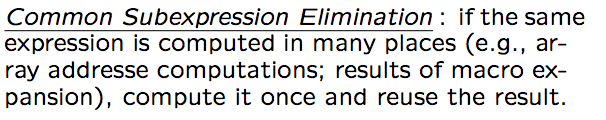 Common Subexpression Elimination : if the same
expression is computed in many places (e.g., ar-
ray addresse computations; results of macro ex-
pansion), compute it once and reuse the result.